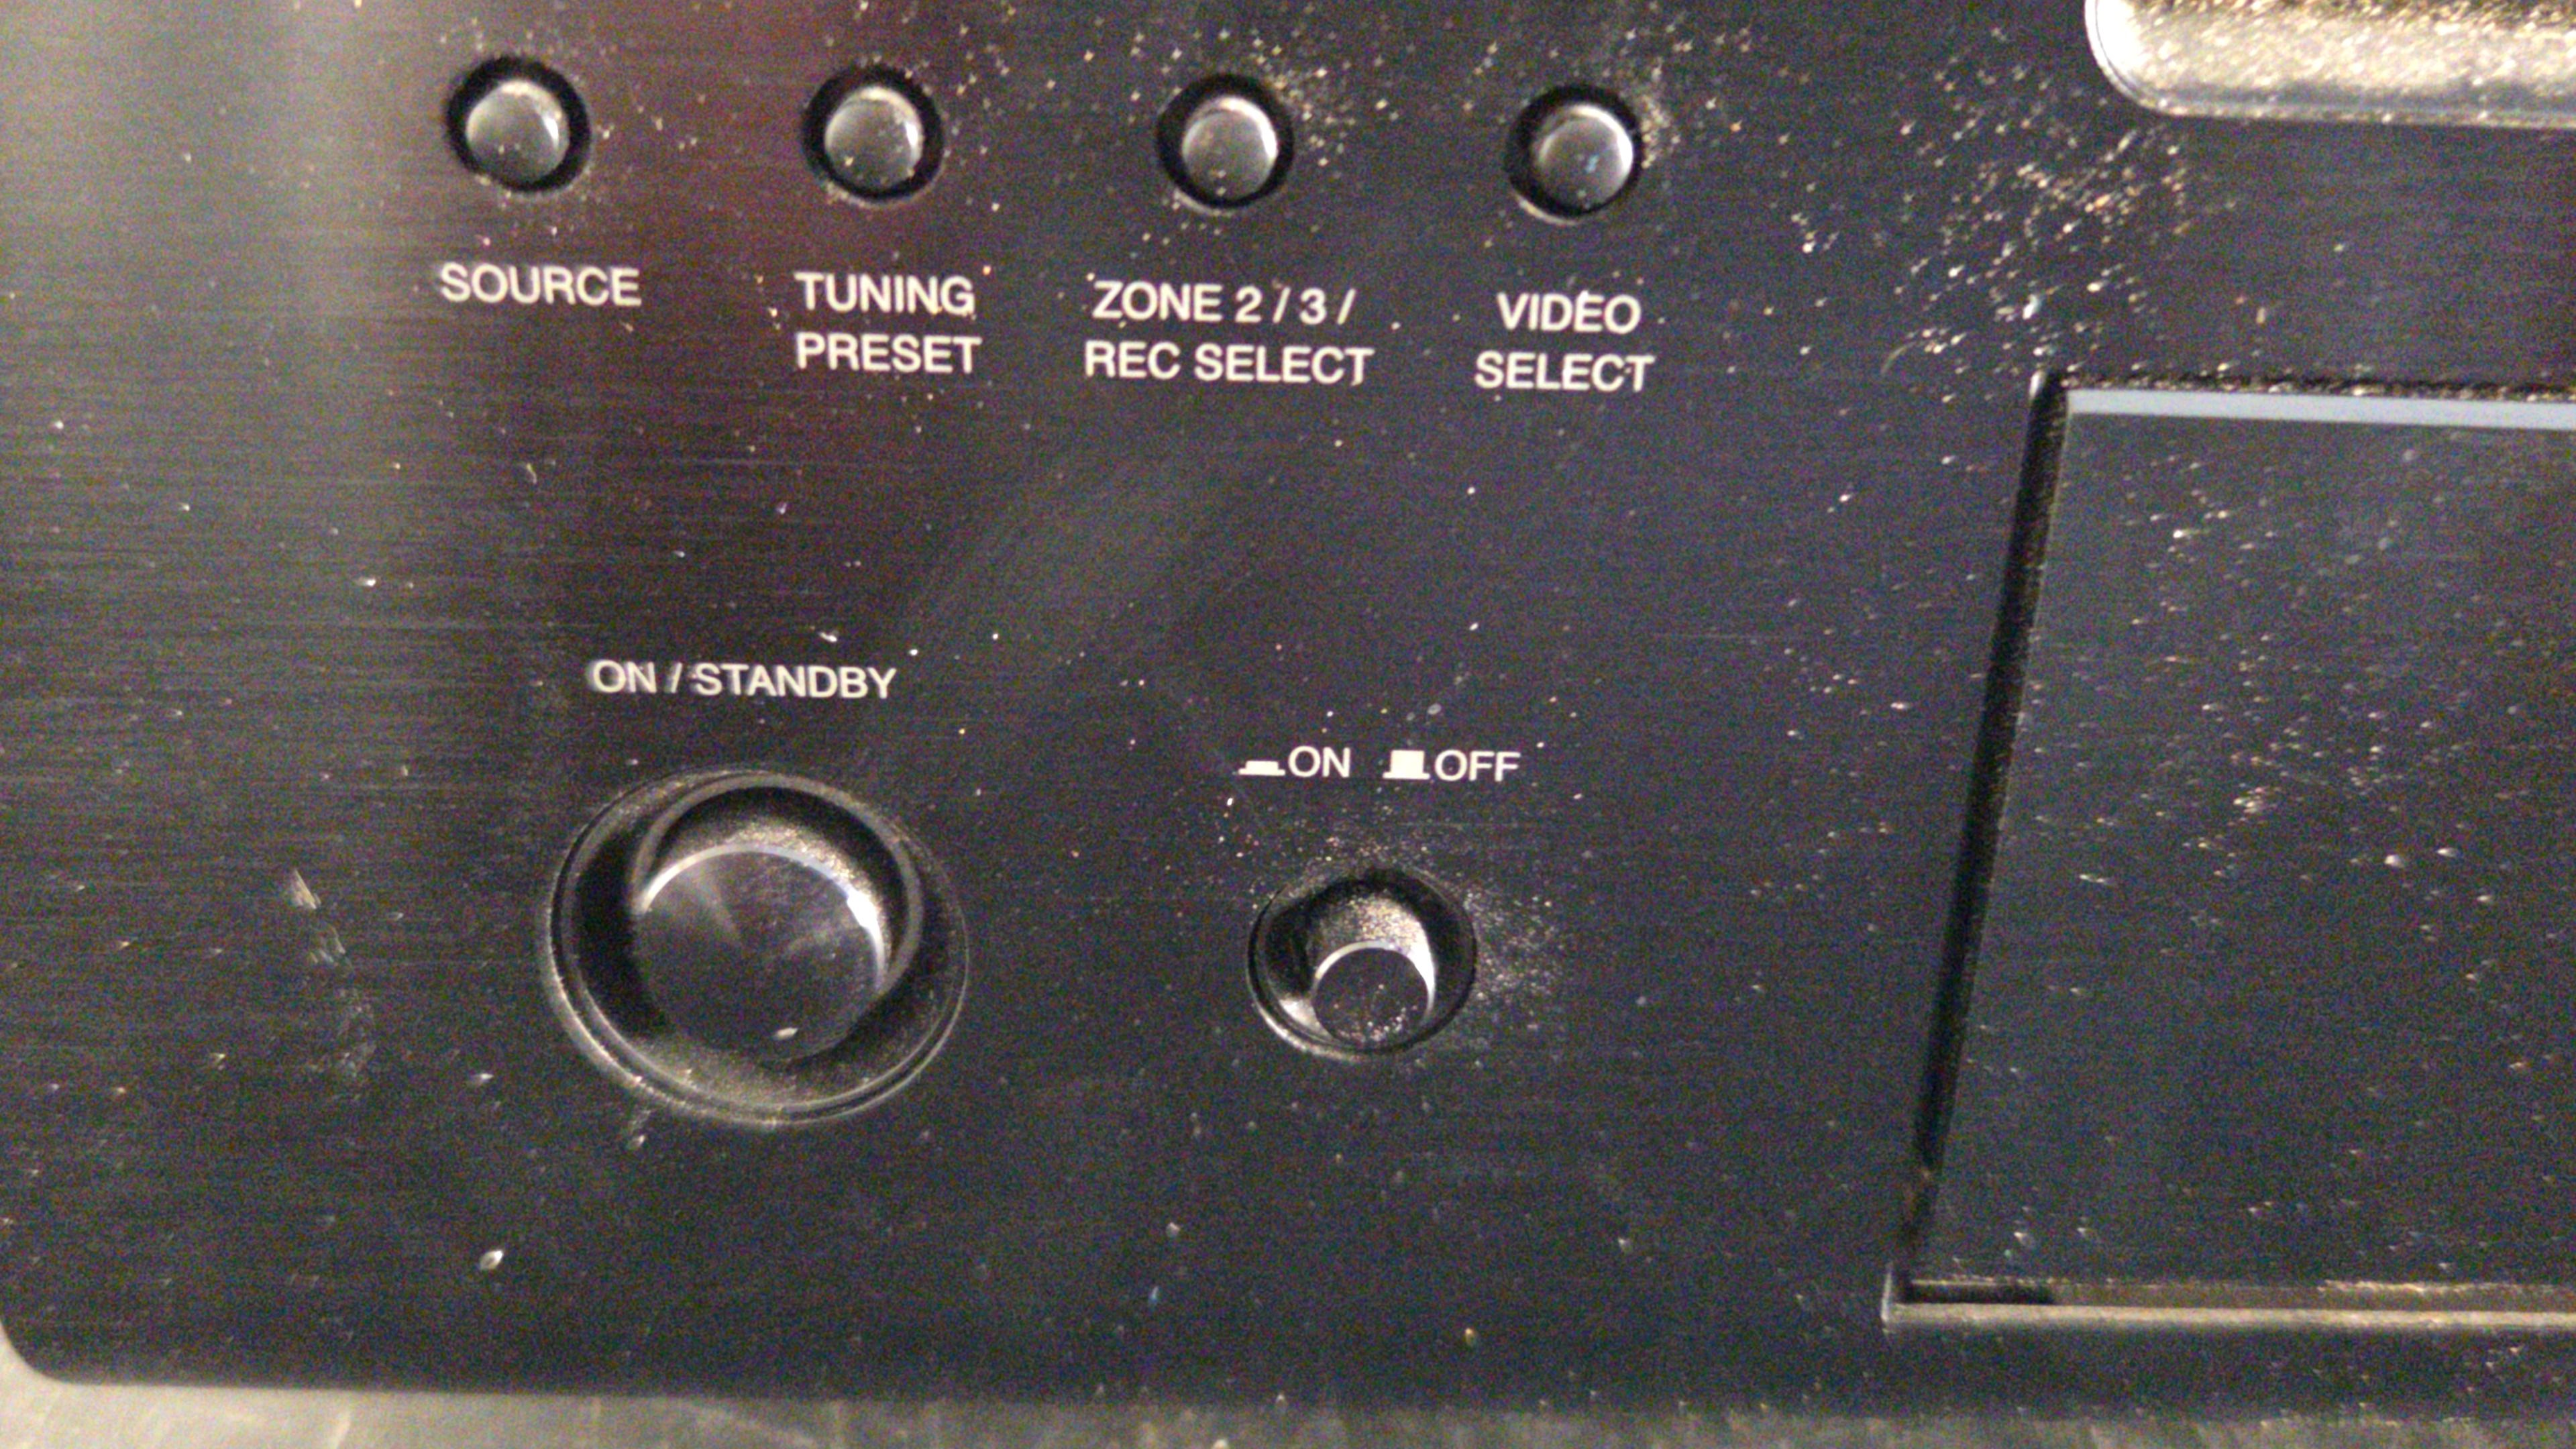 SOURCE
TUNING
PRESET
ZONE 2 / 3 /
REC SELECT
VIDEO
SELECT
ON / STANDBY
ON OFF